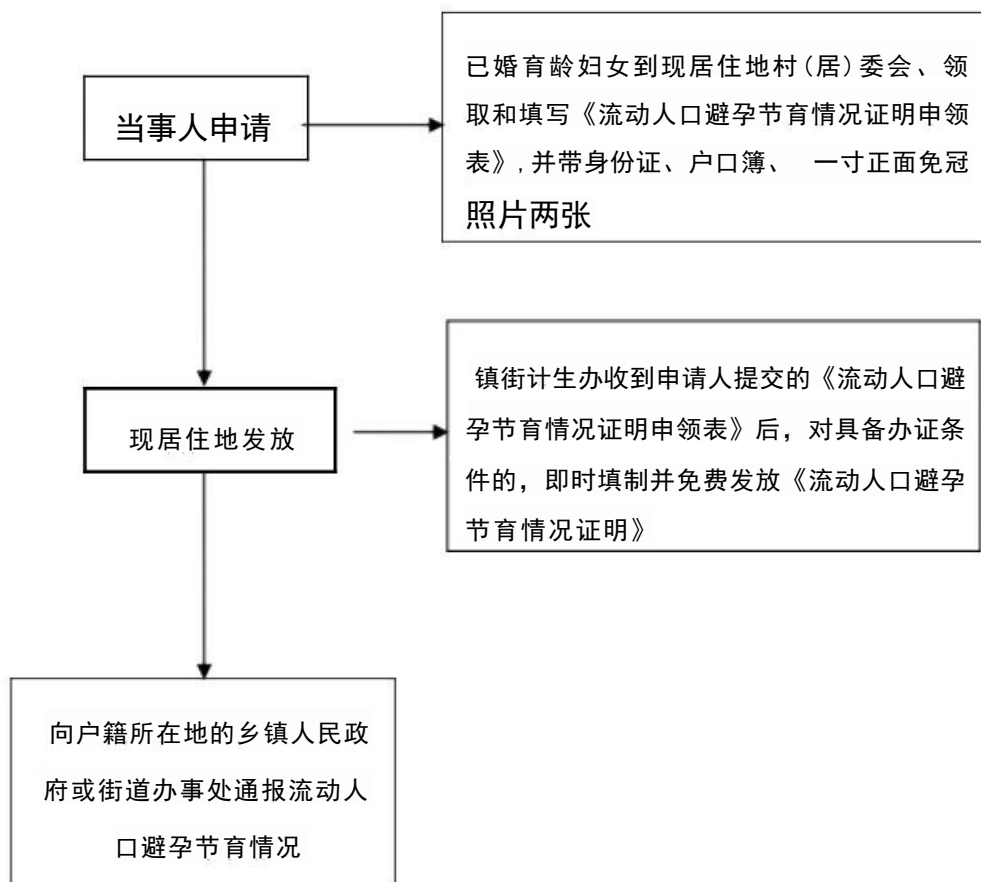 当事人申请
已婚育龄妇女到现居住地村(居)委会、领
取和填写《流动人口避孕节育情况证明申领
表》,并带身份证、户口簿、 一寸正面免冠
照片两张
现居住地发放
镇街计生办收到申请人提交的《流动人口避
孕节育情况证明申领表》后，对具备办证条
件的，即时填制并免费发放《流动人口避孕
节育情况证明》
向户籍所在地的乡镇人民政
府或街道办事处通报流动人
口避孕节育情况